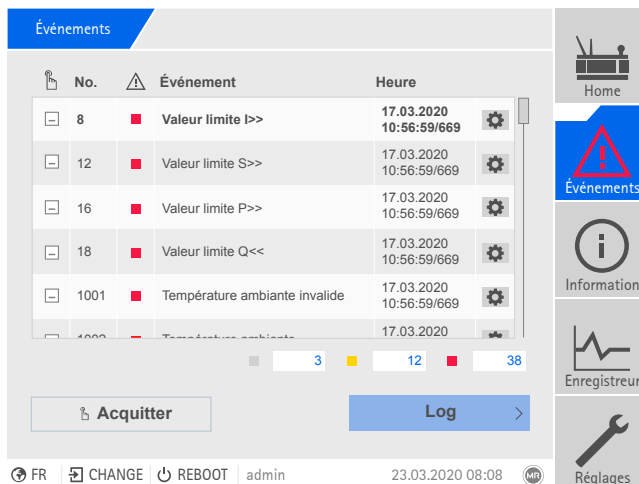 Événements
No. Événement Heure
8 Valeur limite I>> 17.03.2020
10:56:59/669
12 Valeur limite S>> 17.03.2020
10:56:59/669
16 Valeur limite P>> 17.03.2020
10:56:59/669
18 Valeur limite Q<< 17.03.2020
10:56:59/669
1001 Température ambiante invalide 17.03.2020
10:56:59/669
1002 Température ambiante 17.03.2020
3 12 38
Acquitter Log
FR CHANGE REBOOT admin 23.03.2020 08:08 MR
Home
Événements
Information
Enregistreur
Réglages